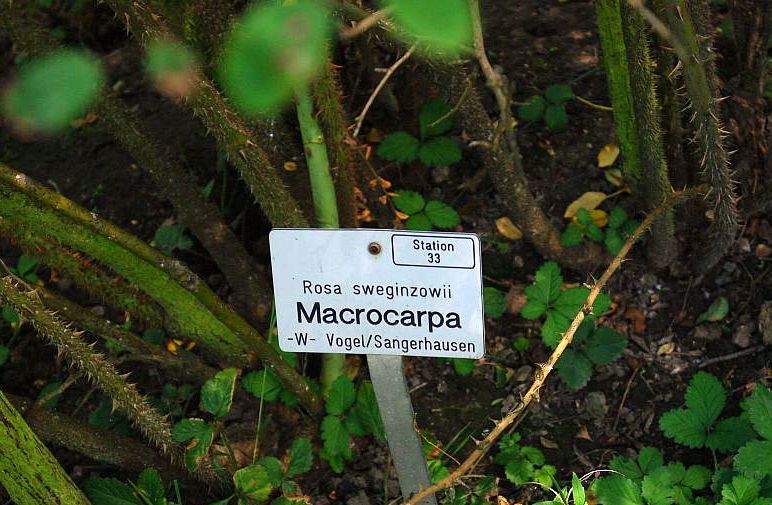 Station
33
Rosa sweginzowii
Macrocarpa
-W- Vogel/Sangerhausen